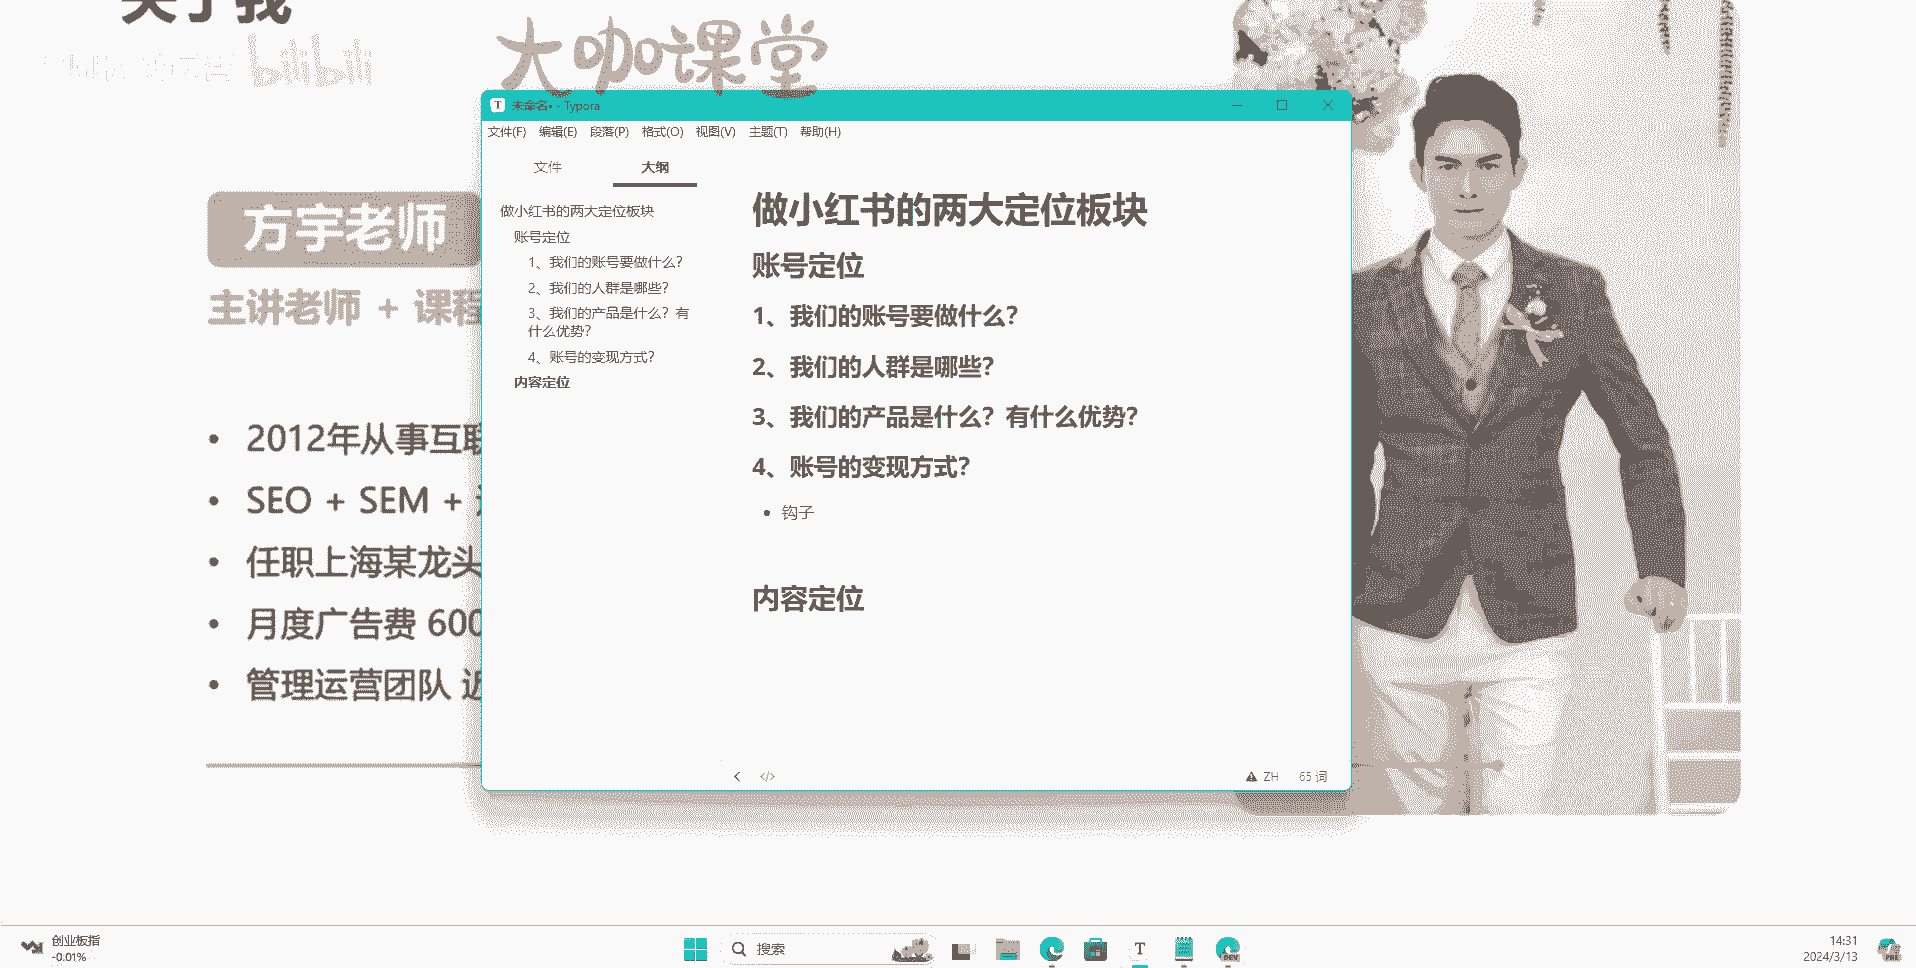 关于我
bilibili
大咖课堂
方宇老师
主讲老师 + 课程
2012年从事互联
SEO + SEM +
任职上海某龙头
月度广告费 600
管理运营团队 近
未命名• - Typora
文件(F) 编辑(E) 段落(P) 格式(O) 视图(V) 主题(T) 帮助(H)
文件 大纲
做小红书的两大定位板块
账号定位
1、我们的账号要做什么？
2、我们的人群是哪些？
3、我们的产品是什么？有
什么优势？
4、账号的变现方式？
内容定位
做小红书的两大定位板块
账号定位
1、我们的账号要做什么？
2、我们的人群是哪些？
3、我们的产品是什么？有什么优势？
4、账号的变现方式？
钩子
内容定位
</> ZH 65 词
创业板指
-0.01%
搜索
DEV
14:31
2024/3/13
PRE